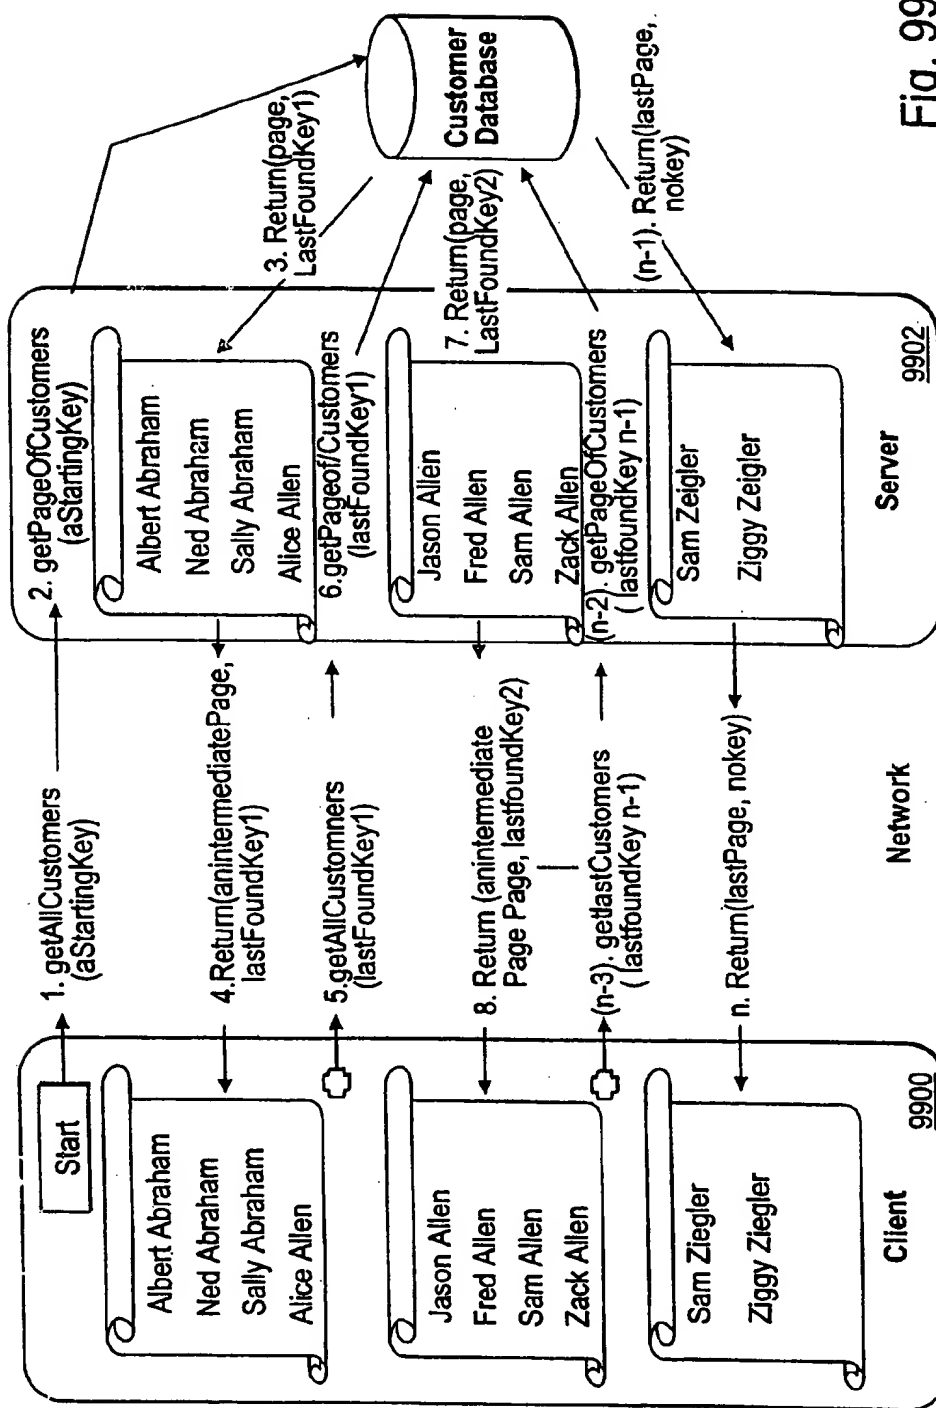 Start
Albert Abraham
Ned Abraham
Sally Abraham
Alice Allen
Jason Allen
Fred Allen
Sam Allen
Zack Allen
Sam Ziegler
Ziggy Ziegler
Client
9900
1. getAllCustomers
(aStartingKey)
4.Return(anintermediatePage,
lastFoundKey1)
5.getAllCustomners
(lastFoundKey1)
8. Return (anintermediate
Page Page, lastfoundKey2)
(n-3). getlastCustomers
( lastfoundKey n-1)
n. Return(lastPage, nokey)
Network
2. getPageOfCustomers
(aStartingKey)
Albert Abraham
Ned Abraham
Sally Abraham
Alice Allen
6.getPageof/Customers
(lastFoundKey1)
Jason Allen
Fred Allen
Sam Allen
Zack Allen
(n-2). getPageOfCustomers
( lastfoundKey n-1)
Sam Zeigler
Ziggy Zeigler
Server
9902
3. Return(page,
LastFoundKey1)
7. Return(page,
LastFoundKey2)
(n-1). Return(lastPage,
nokey)
Customer
Database
Fig. 99